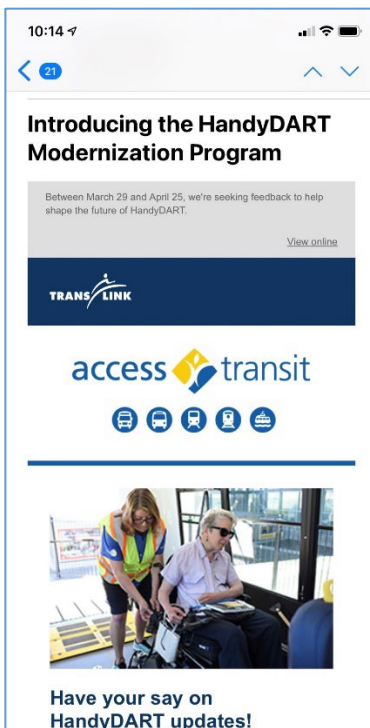 10:14
21
Introducing the HandyDART
Modernization Program
Between March 29 and April 25, we're seeking feedback to help
shape the future of HandyDART.
View online
TRANSLINK
access transit
Have your say on
HandyDART updates!